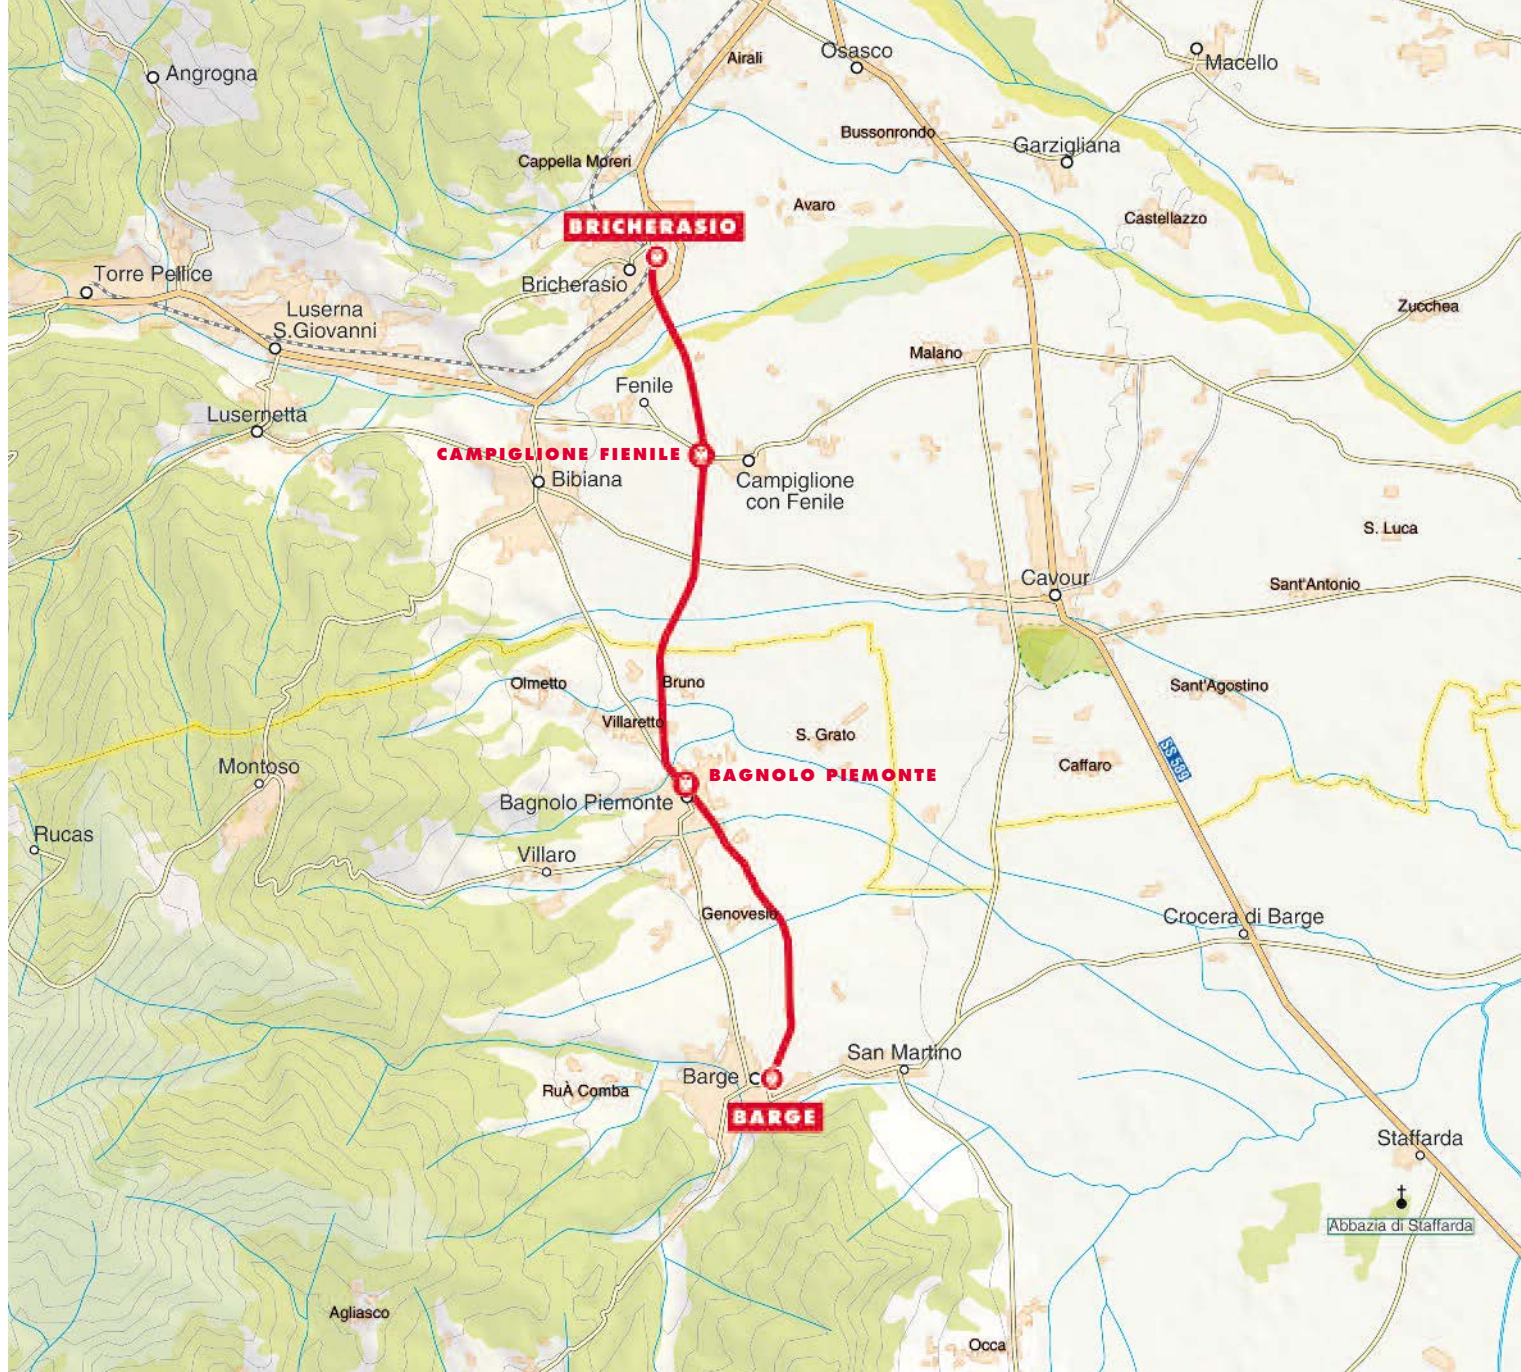 Osasco
Airali
Macello
Angrogna
Bussonrondo
Garzigliana
Cappella Moreri
Avaro
Castellazzo
BRICHERASIO
Torre Pellice
Bricherasio
Luserna
S.Giovanni
Zucchea
Malano
Fenile
Lusernetta
CAMPIGLIONE FIENILE
Bibiana
Campiglione
con Fenile
S. Luca
Cavour
Sant'Antonio
Olmetto
Bruno
Sant'Agostino
Villaretto
S. Grato
SS 589
Montoso
Caffaro
BAGNOLO PIEMONTE
Bagnolo Piemonte
Rucas
Villaro
Genovesio
Crocera di Barge
San Martino
Barge
RuÀ Comba
BARGE
Staffarda
Abbazia di Staffarda
Agliasco
Occa